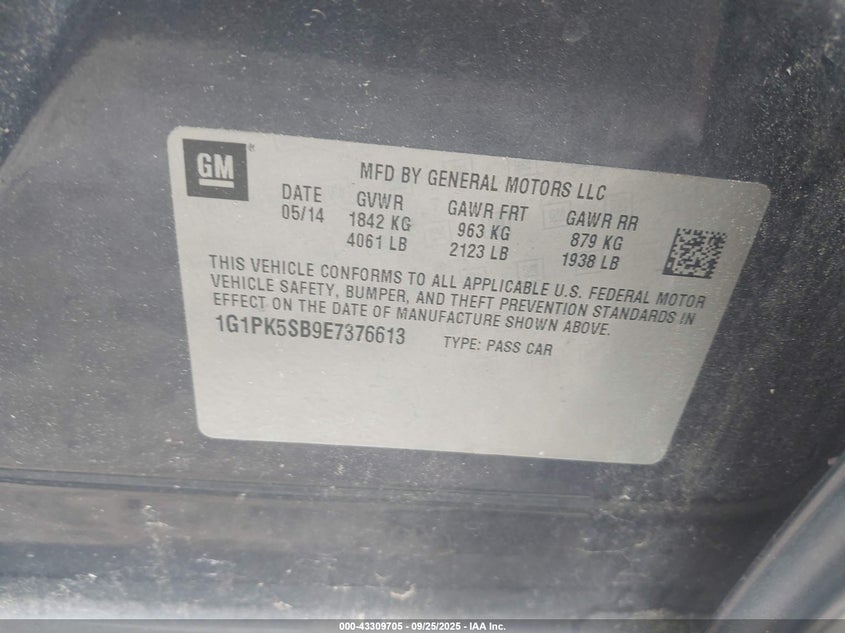 GM
MFD BY GENERAL MOTORS LLC
DATE GVWR GAWR FRT GAWR RR
05/14 1842 KG 963 KG 879 KG
4061 LB 2123 LB 1938 LB
THIS VEHICLE CONFORMS TO ALL APPLICABLE U.S. FEDERAL MOTOR
VEHICLE SAFETY, BUMPER, AND THEFT PREVENTION STANDARDS IN
EFFECT ON THE DATE OF MANUFACTURE SHOWN ABOVE.
1G1PK5SB9E7376613 TYPE: PASS CAR
000-43309705 - 09/25/2025 - IAA Inc.